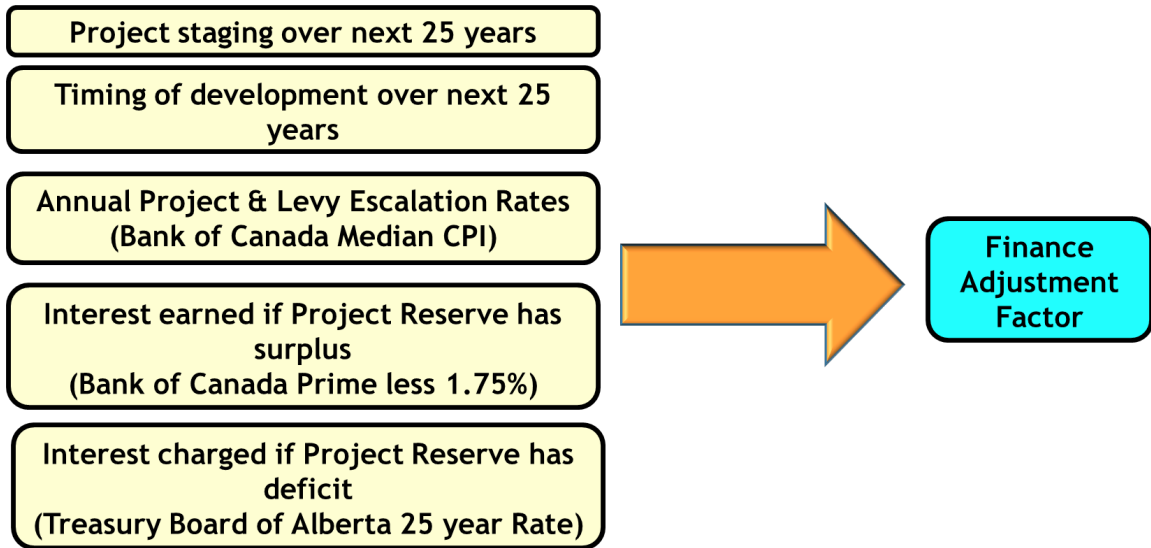 Project staging over next 25 years
Timing of development over next 25
years
Annual Project & Levy Escalation Rates
(Bank of Canada Median CPI)
Interest earned if Project Reserve has
surplus
(Bank of Canada Prime less 1.75%)
Interest charged if Project Reserve has
deficit
(Treasury Board of Alberta 25 year Rate)
Finance
Adjustment
Factor